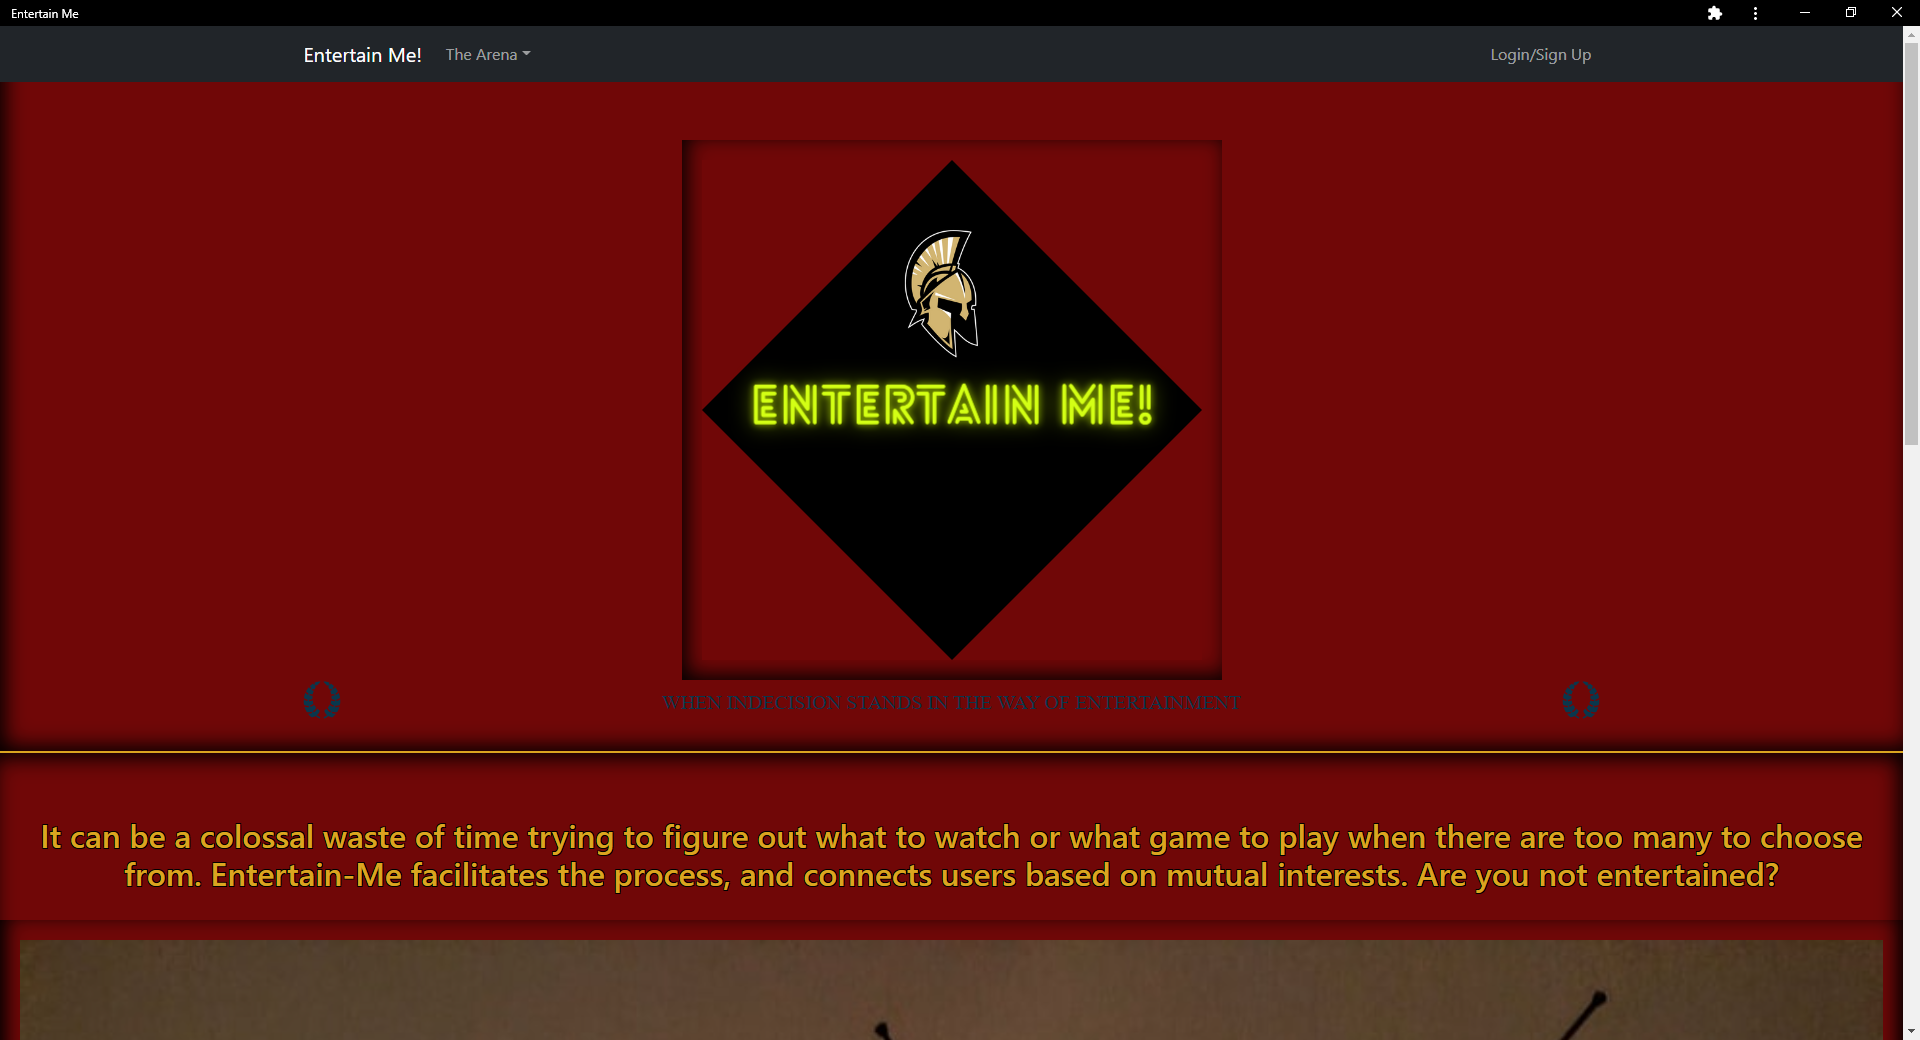 Entertain Me
Entertain Me!
The Arena
Login/Sign Up
ENTERTAIN ME!
WHEN INDECISION STANDS IN THE WAY OF ENTERTAINMENT
It can be a colossal waste of time trying to figure out what to watch or what game to play when there are too many to choose
from. Entertain-Me facilitates the process, and connects users based on mutual interests. Are you not entertained?